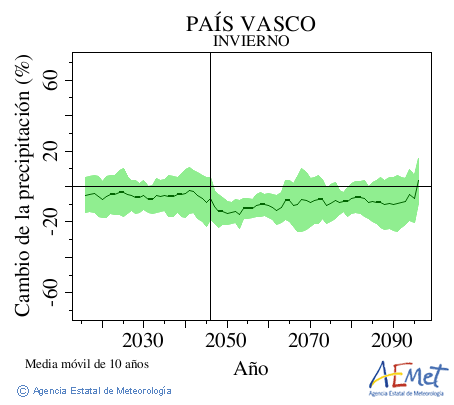 PAÍS VASCO
INVIERNO
Cambio de la precipitación (%)
60
20
-20
-60
2030
2050
2070
2090
Año
Media móvil de 10 años
© Agencia Estatal de Meteorología
AEMet
Agencia Estatal de Meteorología